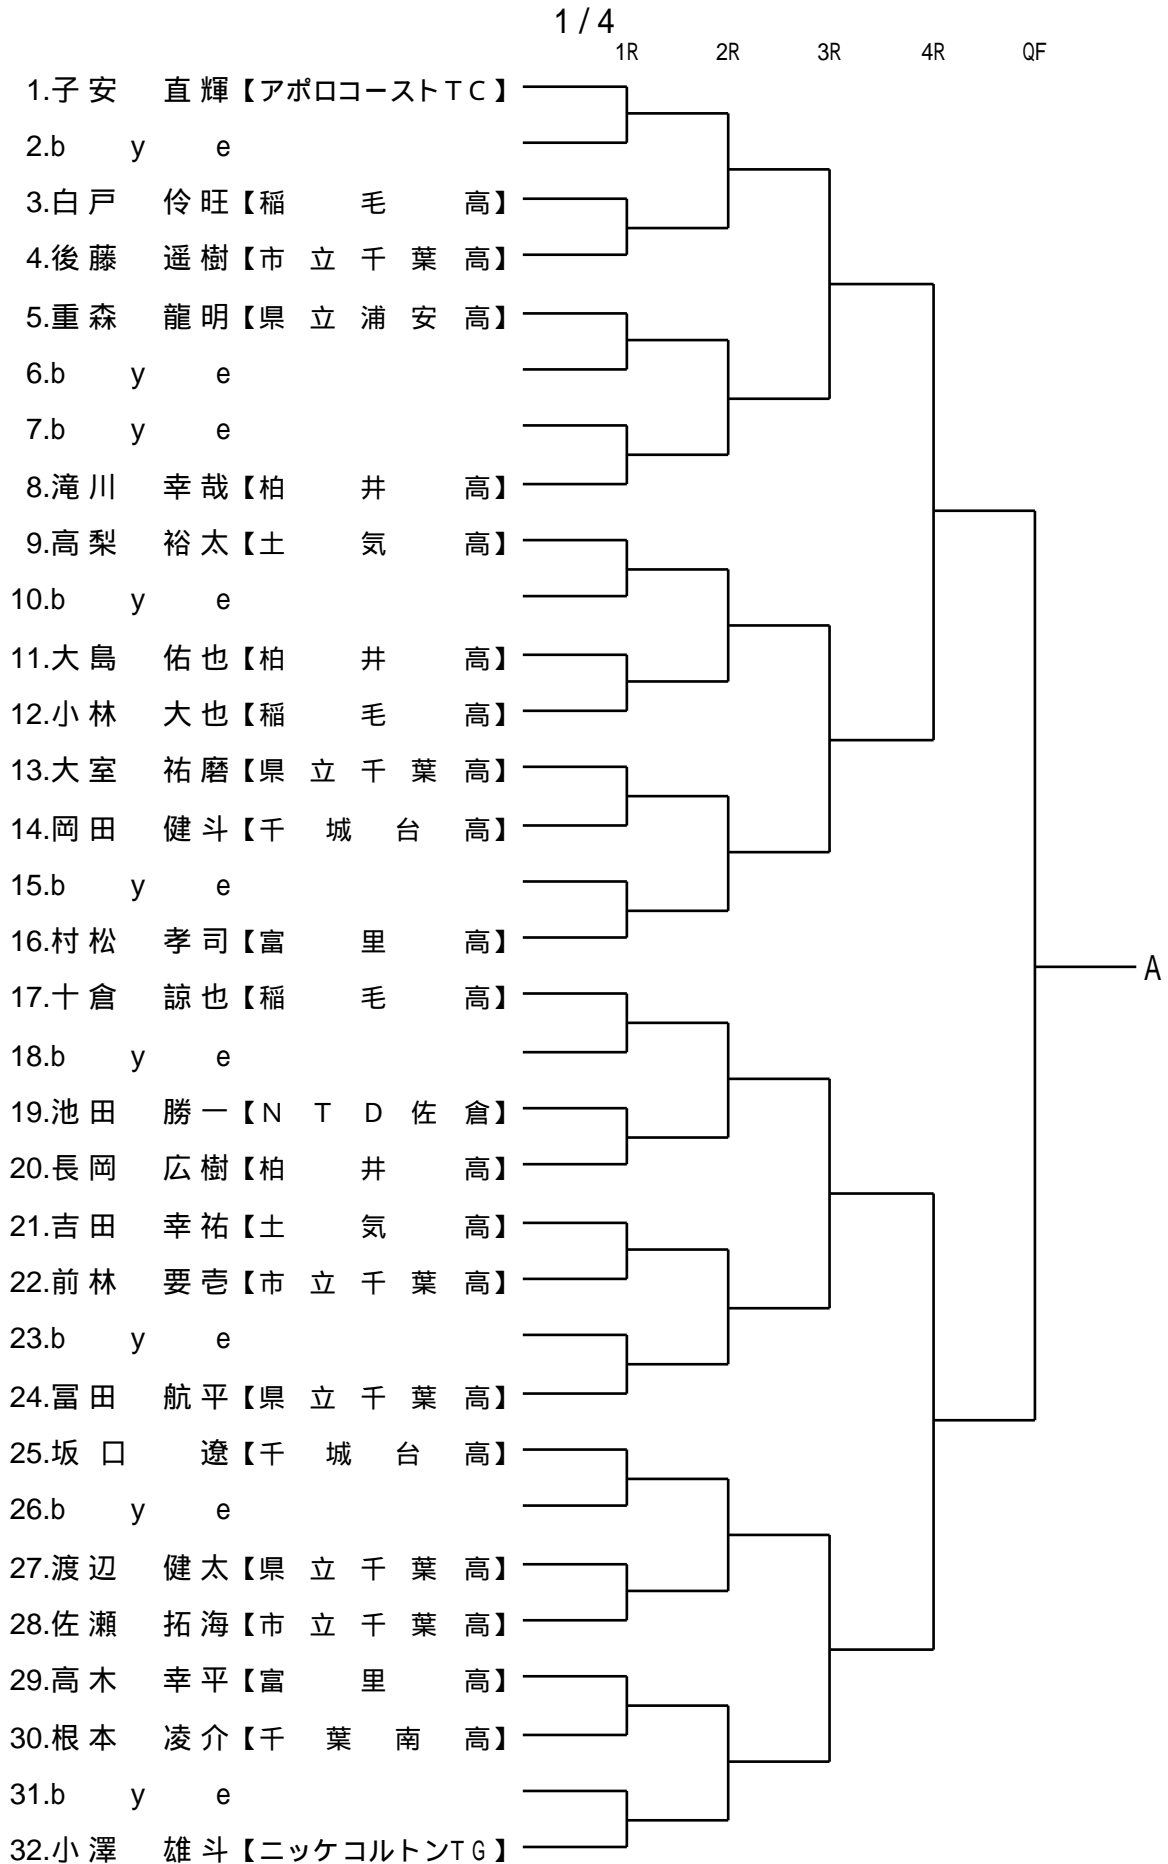 1 / 4
1R 2R 3R 4R QF
1.子安 直輝【アポロコーストTC】
2.b y e
3.白戸 伶旺【稲毛高】
4.後藤 遥樹【市立千葉高】
5.重森 龍明【県立浦安高】
6.b y e
7.b y e
8.滝川 幸哉【柏井高】
9.高梨 裕太【土気高】
10.b y e
11.大島 佑也【柏井高】
12.小林 大也【稲毛高】
13.大室 祐磨【県立千葉高】
14.岡田 健斗【千城台高】
15.b y e
16.村松 孝司【富里高】
A
17.十倉 諒也【稲毛高】
18.b y e
19.池田 勝一【NTD佐倉】
20.長岡 広樹【柏井高】
21.吉田 幸祐【土気高】
22.前林 要壱【市立千葉高】
23.b y e
24.冨田 航平【県立千葉高】
25.坂口 遼【千城台高】
26.b y e
27.渡辺 健太【県立千葉高】
28.佐瀬 拓海【市立千葉高】
29.高木 幸平【富里高】
30.根本 凌介【千葉南高】
31.b y e
32.小澤 雄斗【ニッケコルトンTG】